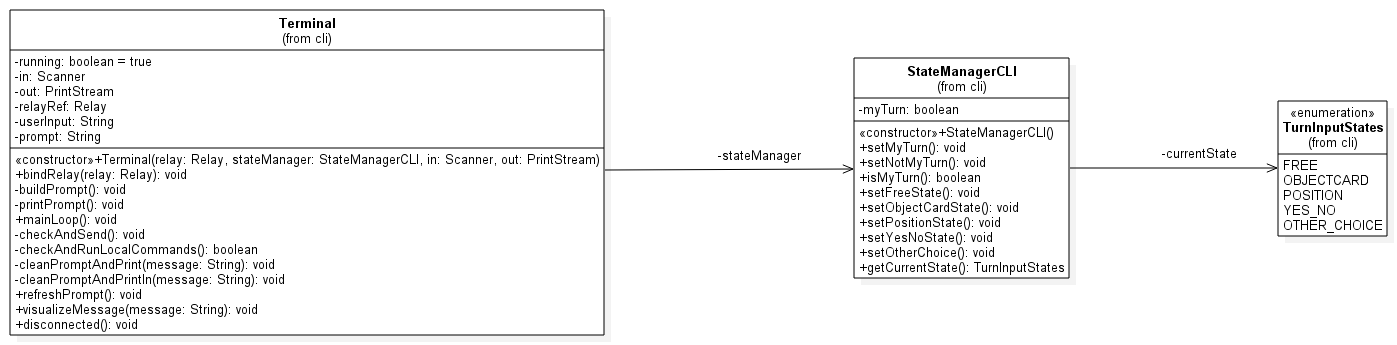 Terminal
(from cli)
-running: boolean = true
-in: Scanner
-out: PrintStream
-relayRef: Relay
-userInput: String
-prompt: String
«constructor»+Terminal(relay: Relay, stateManager: StateManagerCLI, in: Scanner, out: PrintStream)
+bindRelay(relay: Relay): void
-buildPrompt(): void
-printPrompt(): void
+mainLoop(): void
-checkAndSend(): void
-checkAndRunLocalCommands(): boolean
-cleanPromptAndPrint(message: String): void
-cleanPromptAndPrintln(message: String): void
+refreshPrompt(): void
+visualizeMessage(message: String): void
+disconnected(): void
-stateManager
StateManagerCLI
(from cli)
-myTurn: boolean
«constructor»+StateManagerCLI()
+setMyTurn(): void
+setNotMyTurn(): void
+isMyTurn(): boolean
+setFreeState(): void
+setObjectCardState(): void
+setPositionState(): void
+setYesNoState(): void
+setOtherChoice(): void
+getCurrentState(): TurnInputStates
-currentState
«enumeration»
TurnInputStates
(from cli)
FREE
OBJECTCARD
POSITION
YES_NO
OTHER_CHOICE